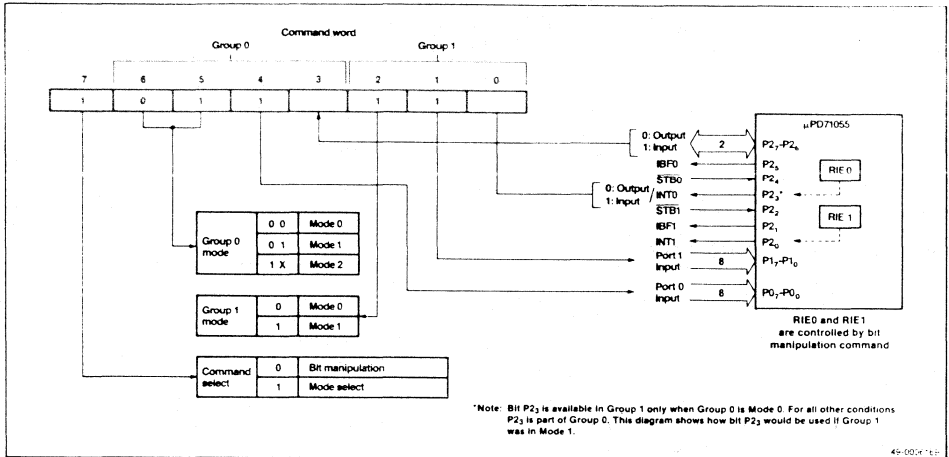 Command word
Group 0
Group 1
7 6 5 4 3 2 1 0
1 0 1 1 1 1
µPD71055
0: Output
1: Input
2
P2₇-P2₆
IBF0
P2₅
RIE 0
STB0
P2₄
0: Output
1: Input
INT0
P2₃*
STB1
P2₂
RIE 1
IBF1
P2₁
INT1
P2₀
Port 1
Input
8
P1₇-P1₀
Port 0
Input
8
P0₇-P0₀
Group 0
mode
0 0 Mode 0
0 1 Mode 1
1 X Mode 2
Group 1
mode
0 Mode 0
1 Mode 1
Command
select
0 Bit manipulation
1 Mode select
RIE0 and RIE1
are controlled by bit
manipulation command
*Note: Bit P2₃ is available in Group 1 only when Group 0 is Mode 0. For all other conditions
P2₃ is part of Group 0. This diagram shows how bit P2₃ would be used if Group 1
was in Mode 1.